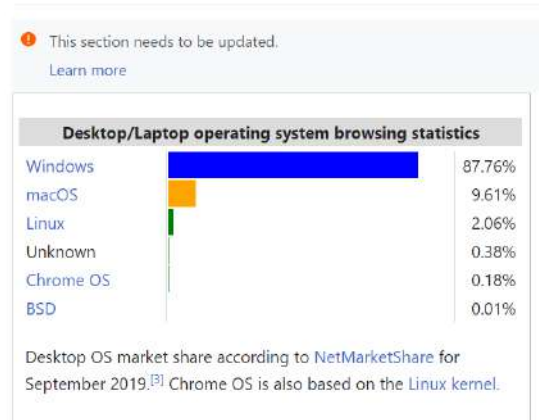 This section needs to be updated.
Learn more
Desktop/Laptop operating system browsing statistics
Windows 87.76%
macOS 9.61%
Linux 2.06%
Unknown 0.38%
Chrome OS 0.18%
BSD 0.01%
Desktop OS market share according to NetMarketShare for
September 2019.[3] Chrome OS is also based on the Linux kernel.